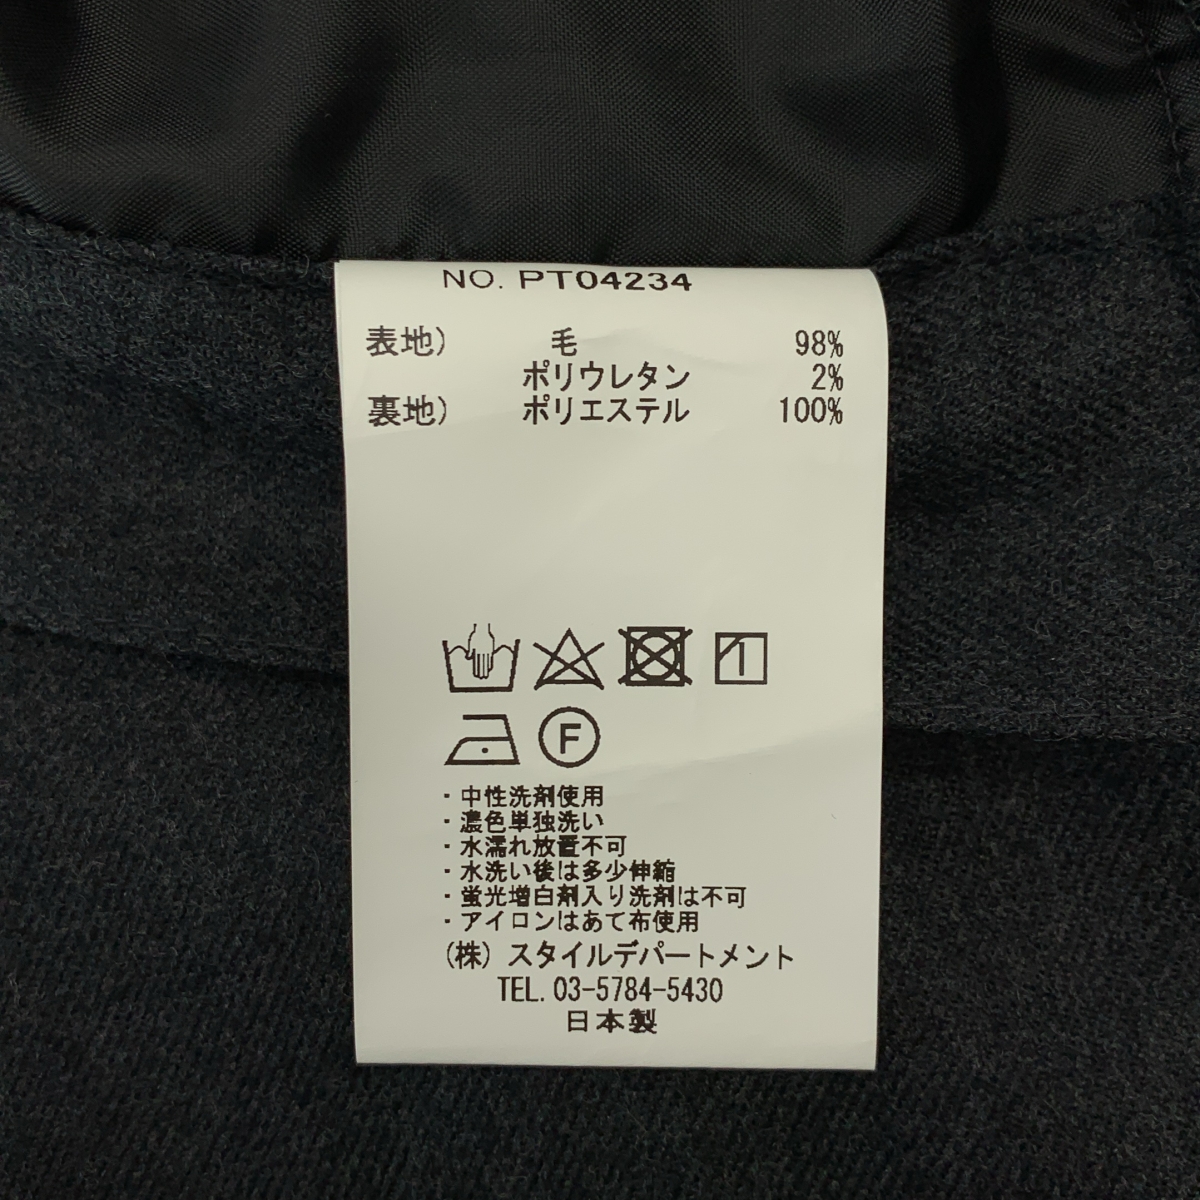 NO. PT04234
表地) 毛 98%
ポリウレタン 2%
裏地) ポリエステル 100%
1
F
・中性洗剤使用
・濃色単独洗い
・水濡れ放置不可
・水洗い後は多少伸縮
・蛍光増白剤入り洗剤は不可
・アイロンはあて布使用
(株) スタイルデパートメント
TEL. 03-5784-5430
日本製